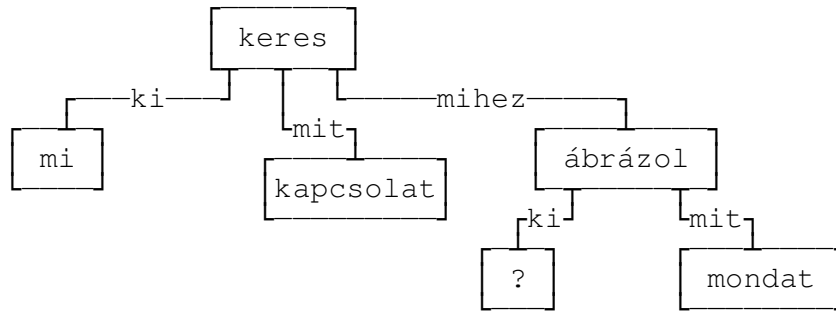 keres
ki mihez
mit
mi ábrázol
kapcsolat
ki mit
? mondat